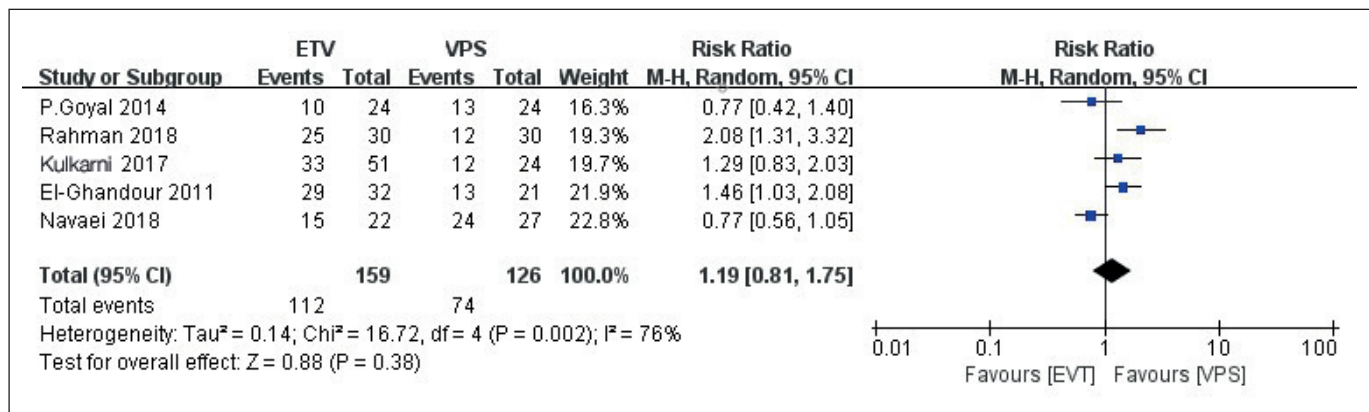 ETV VPS Risk Ratio Risk Ratio
Study or Subgroup Events Total Events Total Weight M-H, Random, 95% CI M-H, Random, 95% CI
P.Goyal 2014 10 24 13 24 16.3% 0.77 [0.42, 1.40]
Rahman 2018 25 30 12 30 19.3% 2.08 [1.31, 3.32]
Kulkarni 2017 33 51 12 24 19.7% 1.29 [0.83, 2.03]
El-Ghandour 2011 29 32 13 21 21.9% 1.46 [1.03, 2.08]
Navaei 2018 15 22 24 27 22.8% 0.77 [0.56, 1.05]
Total (95% CI) 159 126 100.0% 1.19 [0.81, 1.75]
Total events 112 74
Heterogeneity: Tau² = 0.14; Chi² = 16.72, df = 4 (P = 0.002); I² = 76%
Test for overall effect: Z = 0.88 (P = 0.38)
0.01 0.1 1 10 100
Favours [EVT] Favours [VPS]